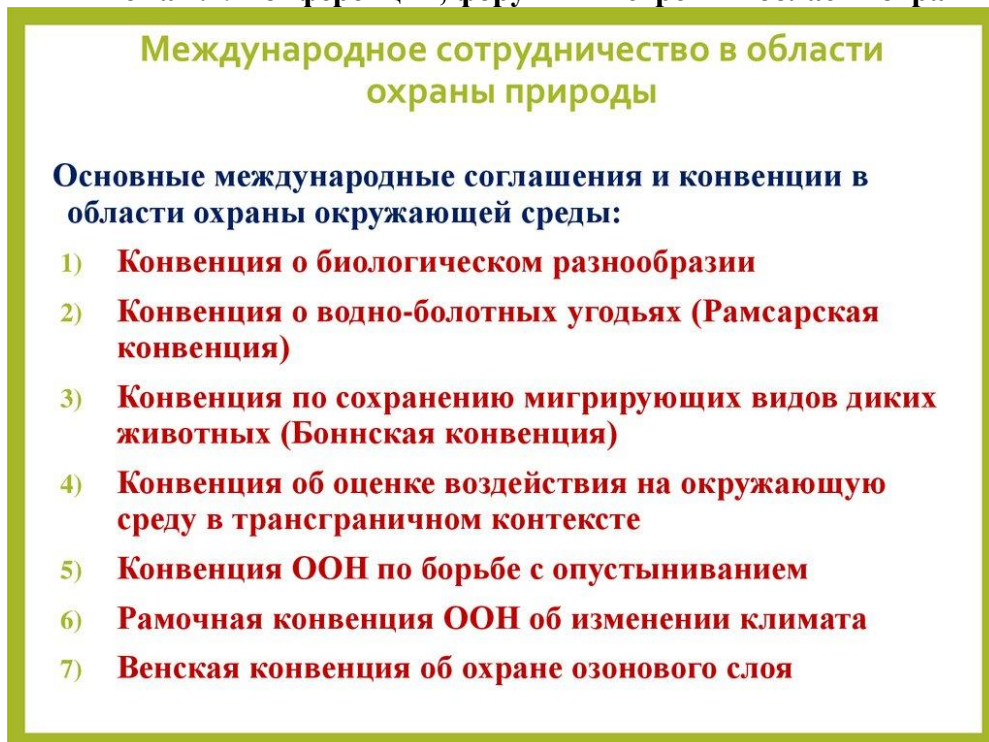 Международное сотрудничество в области
охраны природы
Основные международные соглашения и конвенции в
области охраны окружающей среды:
1) Конвенция о биологическом разнообразии
2) Конвенция о водно-болотных угодьях (Рамсарская
конвенция)
3) Конвенция по сохранению мигрирующих видов диких
животных (Боннская конвенция)
4) Конвенция об оценке воздействия на окружающую
среду в трансграничном контексте
5) Конвенция ООН по борьбе с опустыниванием
6) Рамочная конвенция ООН об изменении климата
7) Венская конвенция об охране озонового слоя